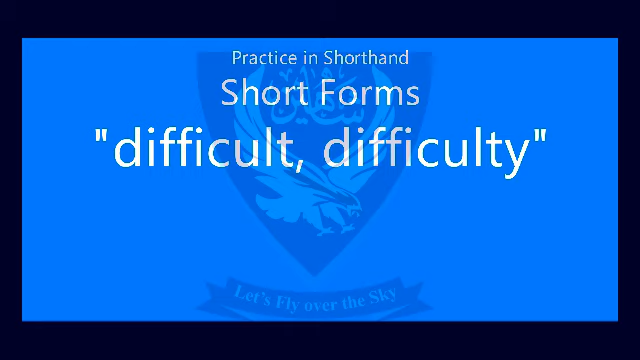 Practice in Shorthand
Short Forms
"difficult, difficulty"
Let's Fly over the Sky